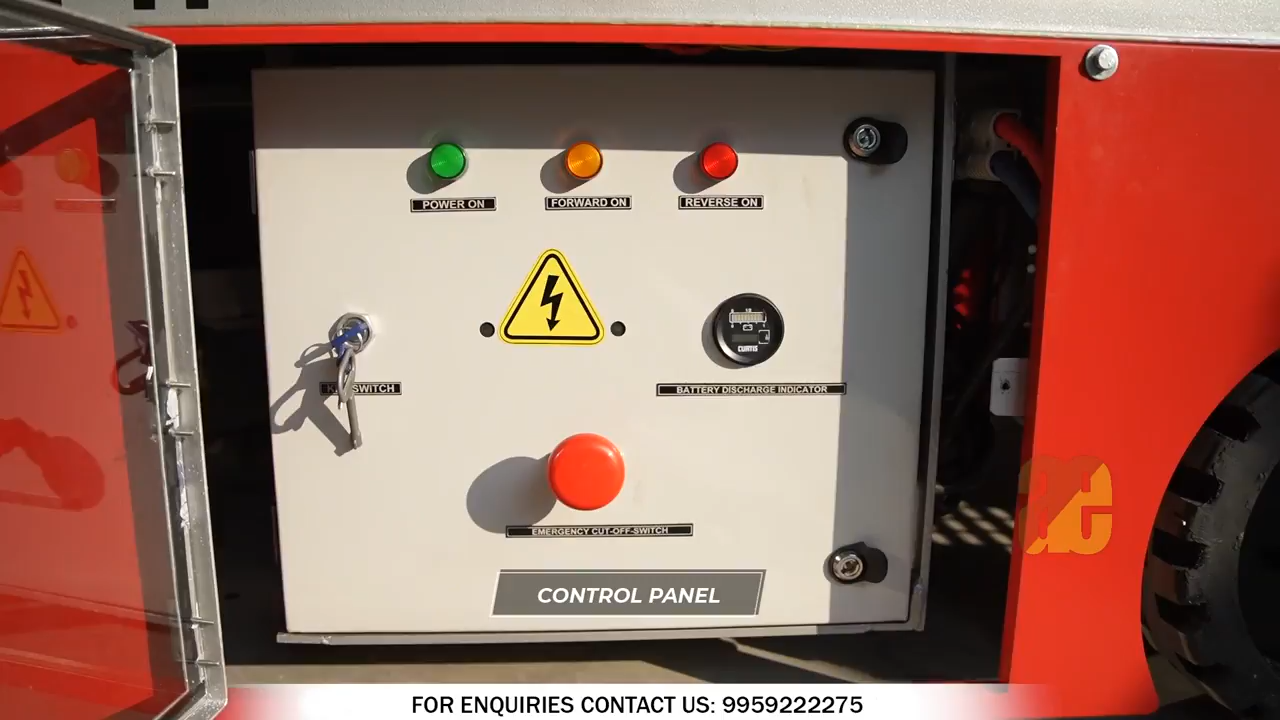 POWER ON
FORWARD ON
REVERSE ON
CURTIS
SWITCH
BATTERY DISCHARGE INDICATOR
EMERGENCY CUT-OFF-SWITCH
CONTROL PANEL
FOR ENQUIRIES CONTACT US: 9959222275